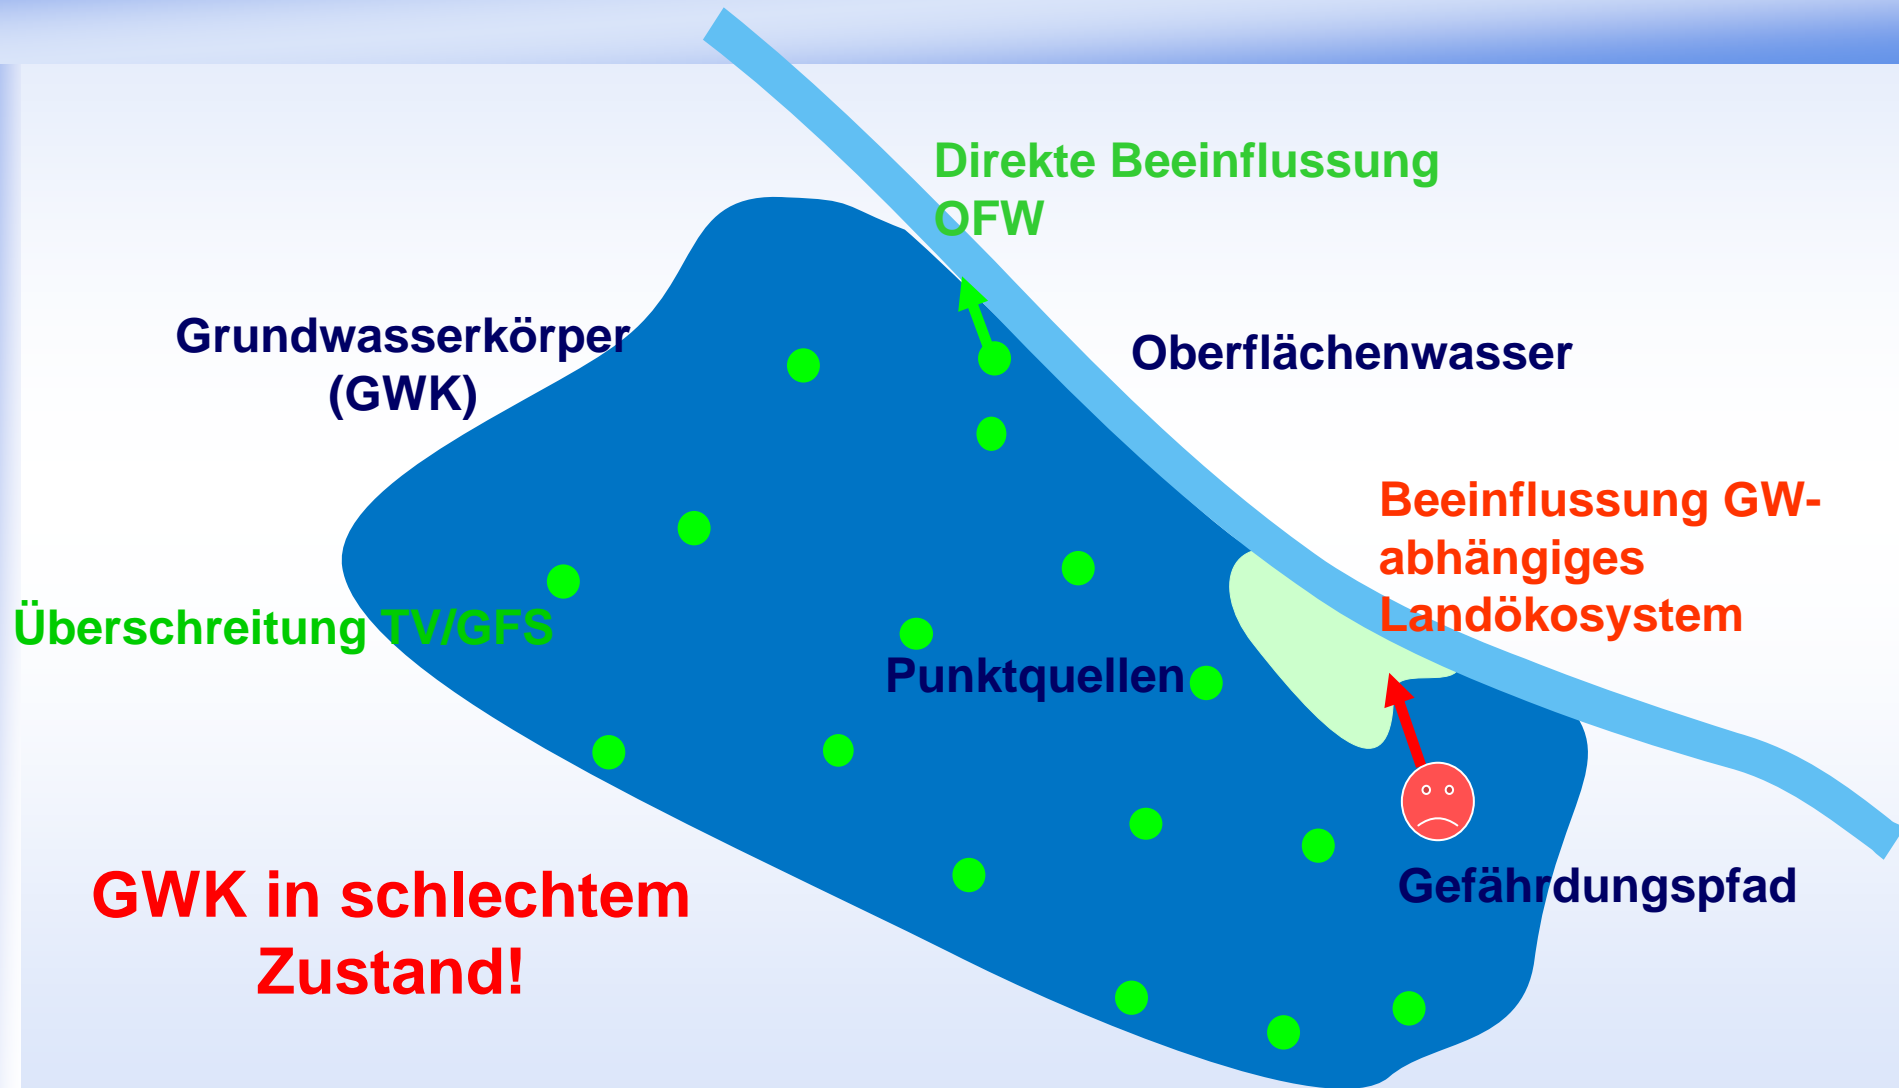 Direkte Beeinflussung
OFW
Grundwasserkörper
(GWK)
Oberflächenwasser
Beeinflussung GW-
abhängiges
Landökosystem
Überschreitung TV/GFS
Punktquellen
GWK in schlechtem
Zustand!
Gefährdungspfad